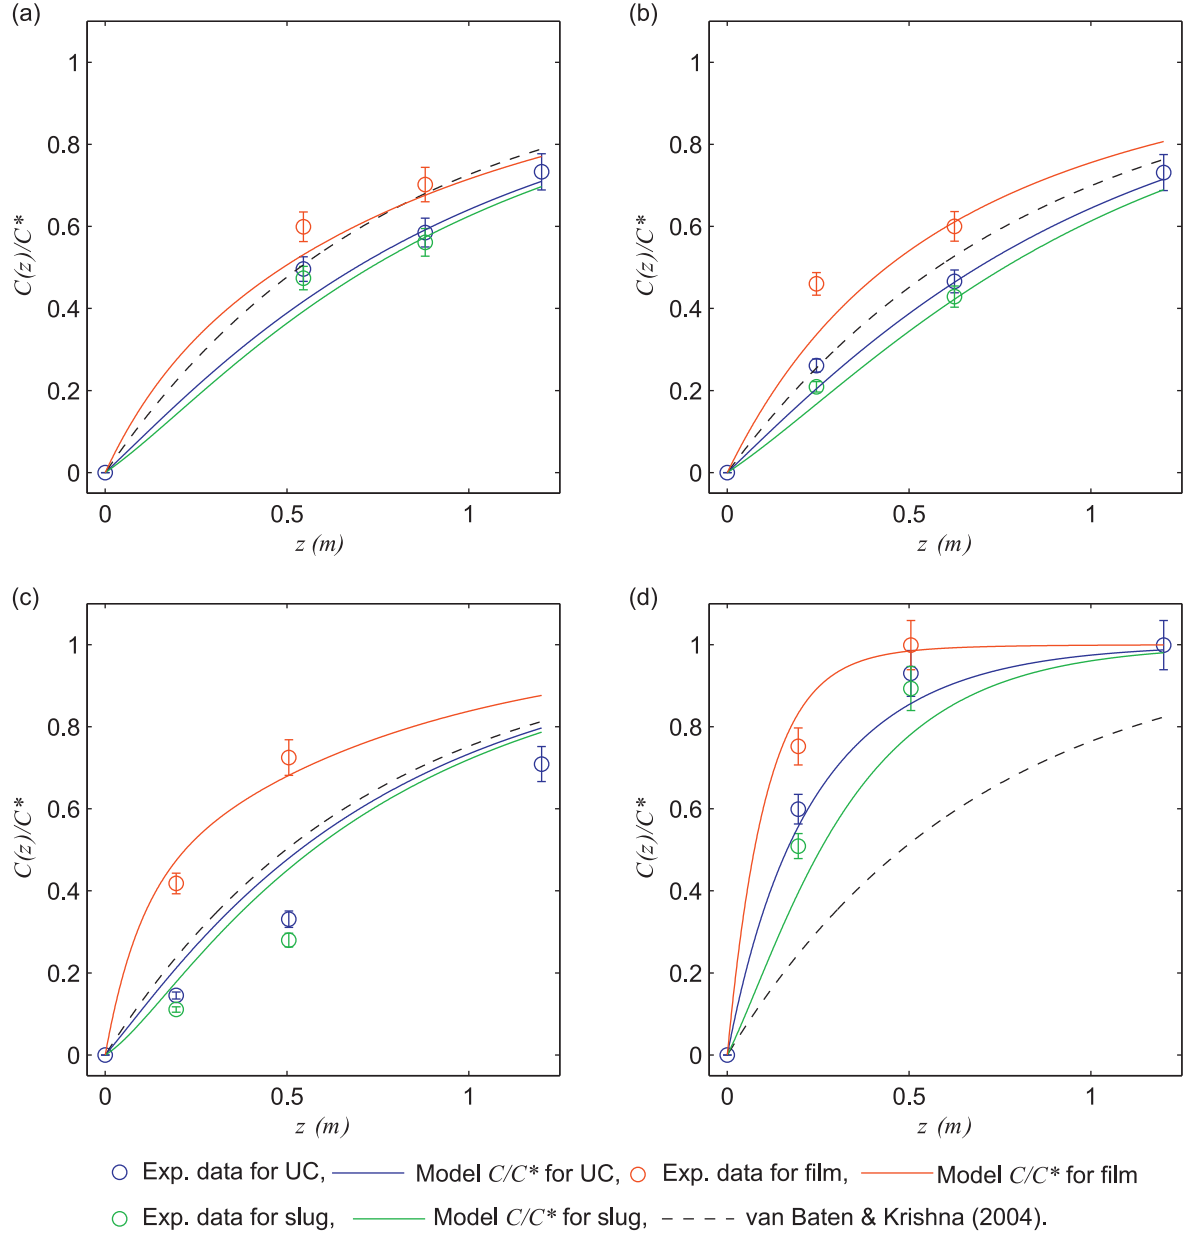 (a)
(b)
1
0.8
0.6
0.4
0.2
0
C(z)/C*
0
0.5
1
z (m)
1
0.8
0.6
0.4
0.2
0
C(z)/C*
0
0.5
1
z (m)
(c)
(d)
1
0.8
0.6
0.4
0.2
0
C(z)/C*
0
0.5
1
z (m)
1
0.8
0.6
0.4
0.2
0
C(z)/C*
0
0.5
1
z (m)
Exp. data for UC, Model C/C* for UC, Exp. data for film, Model C/C* for film
Exp. data for slug, Model C/C* for slug, van Baten & Krishna (2004).